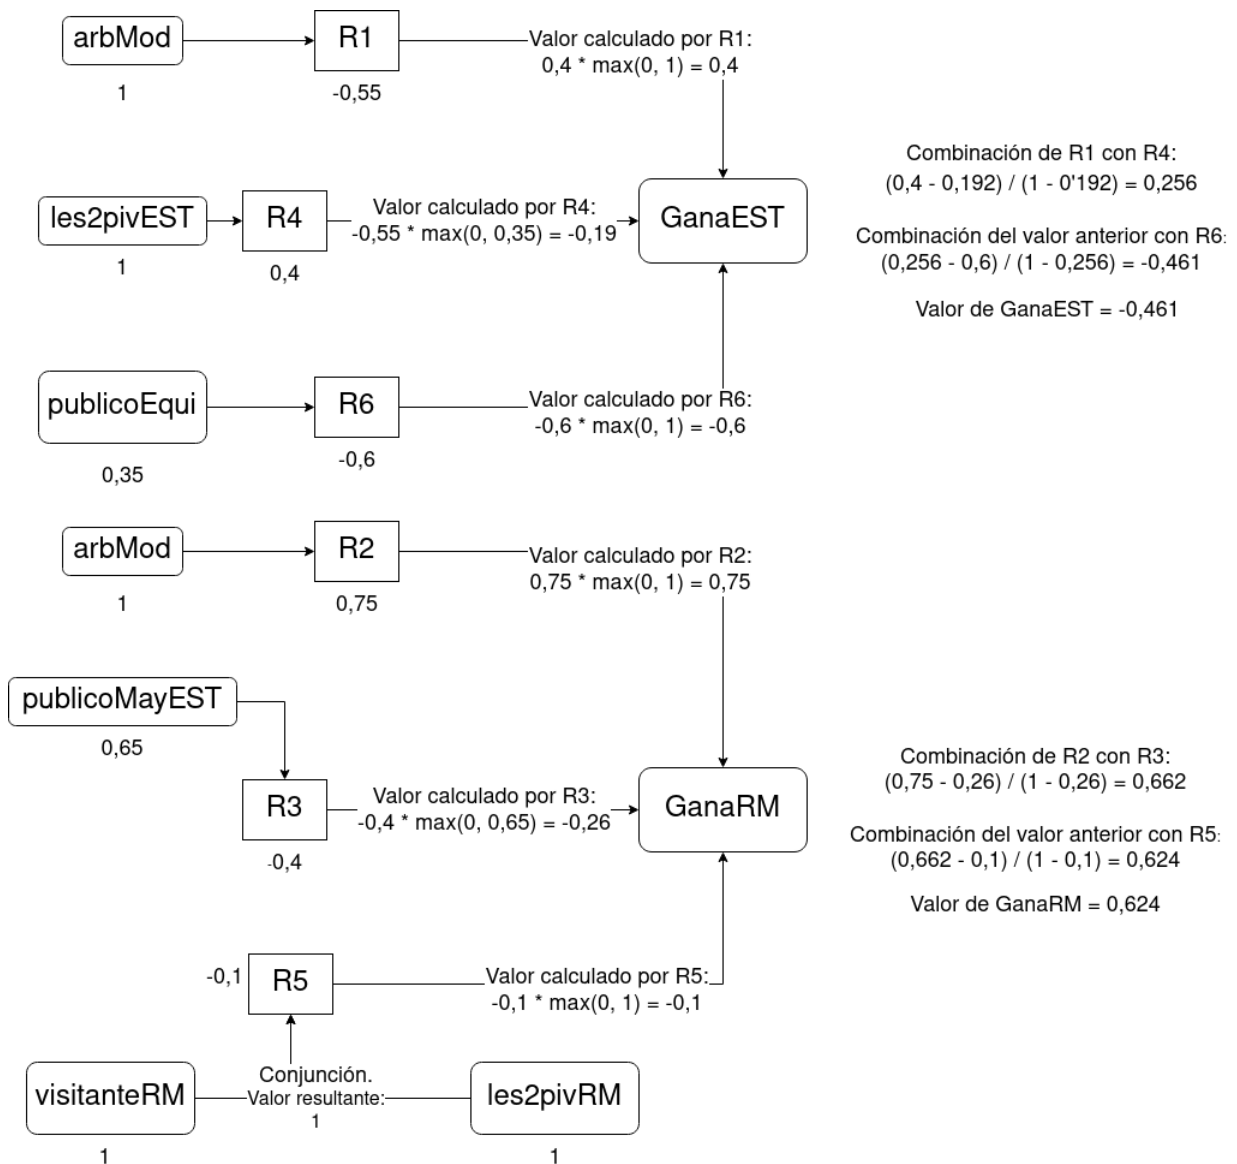 arbMod
1
R1
-0,55
Valor calculado por R1:
0,4 * max(0, 1) = 0,4
les2pivEST
1
R4
0,4
Valor calculado por R4:
-0,55 * max(0, 0,35) = -0,19
GanaEST
Combinación de R1 con R4:
(0,4 - 0,192) / (1 - 0'192) = 0,256
Combinación del valor anterior con R6:
(0,256 - 0,6) / (1 - 0,256) = -0,461
Valor de GanaEST = -0,461
publicoEqui
0,35
R6
-0,6
Valor calculado por R6:
-0,6 * max(0, 1) = -0,6
arbMod
1
R2
0,75
Valor calculado por R2:
0,75 * max(0, 1) = 0,75
publicoMayEST
0,65
R3
-0,4
Valor calculado por R3:
-0,4 * max(0, 0,65) = -0,26
GanaRM
Combinación de R2 con R3:
(0,75 - 0,26) / (1 - 0,26) = 0,662
Combinación del valor anterior con R5:
(0,662 - 0,1) / (1 - 0,1) = 0,624
Valor de GanaRM = 0,624
-0,1
R5
Valor calculado por R5:
-0,1 * max(0, 1) = -0,1
visitanteRM
1
Conjunción.
Valor resultante:
1
les2pivRM
1